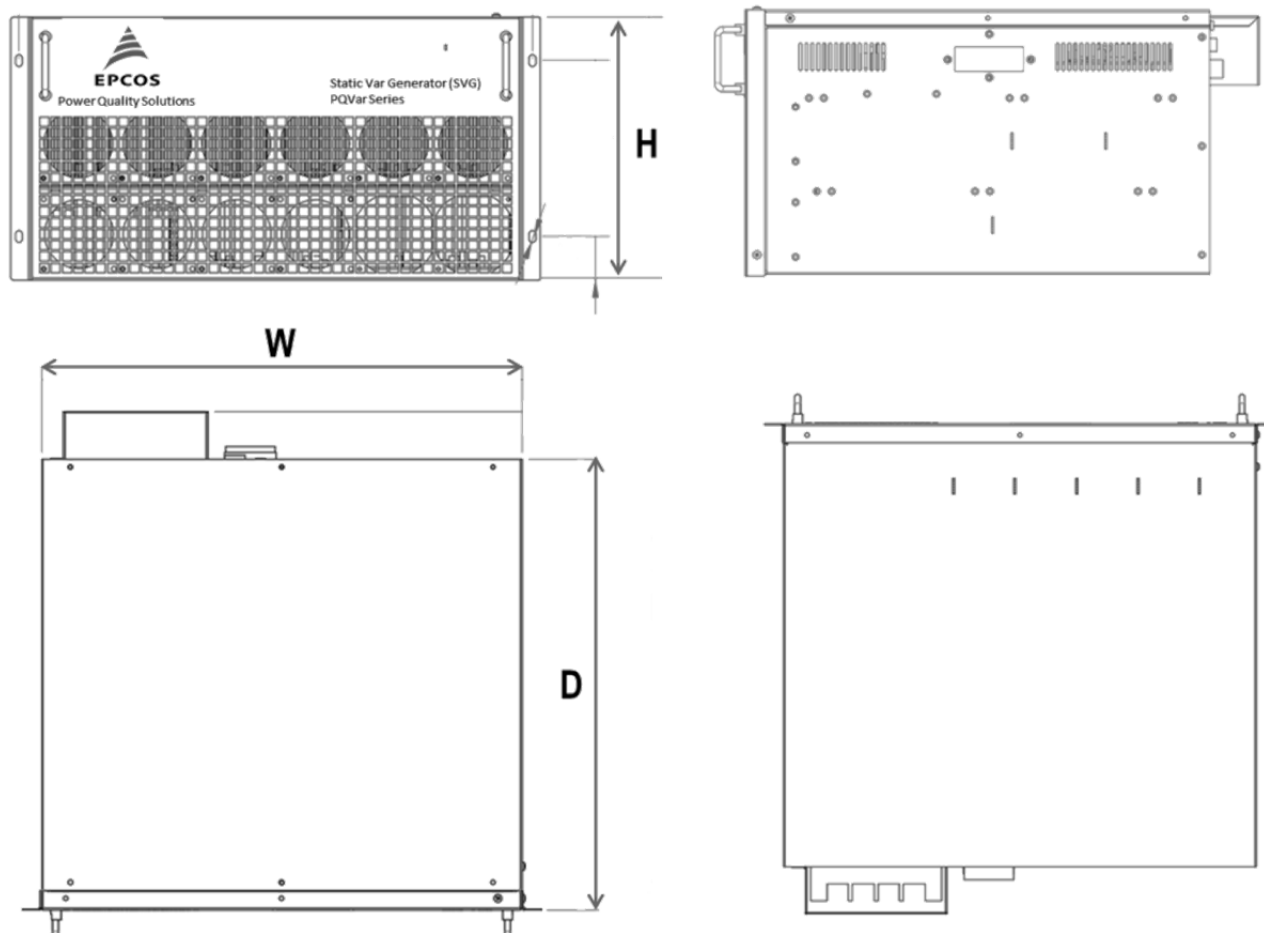 EPCOS
Power Quality Solutions
Static Var Generator (SVG)
PQVar Series
H
W
D